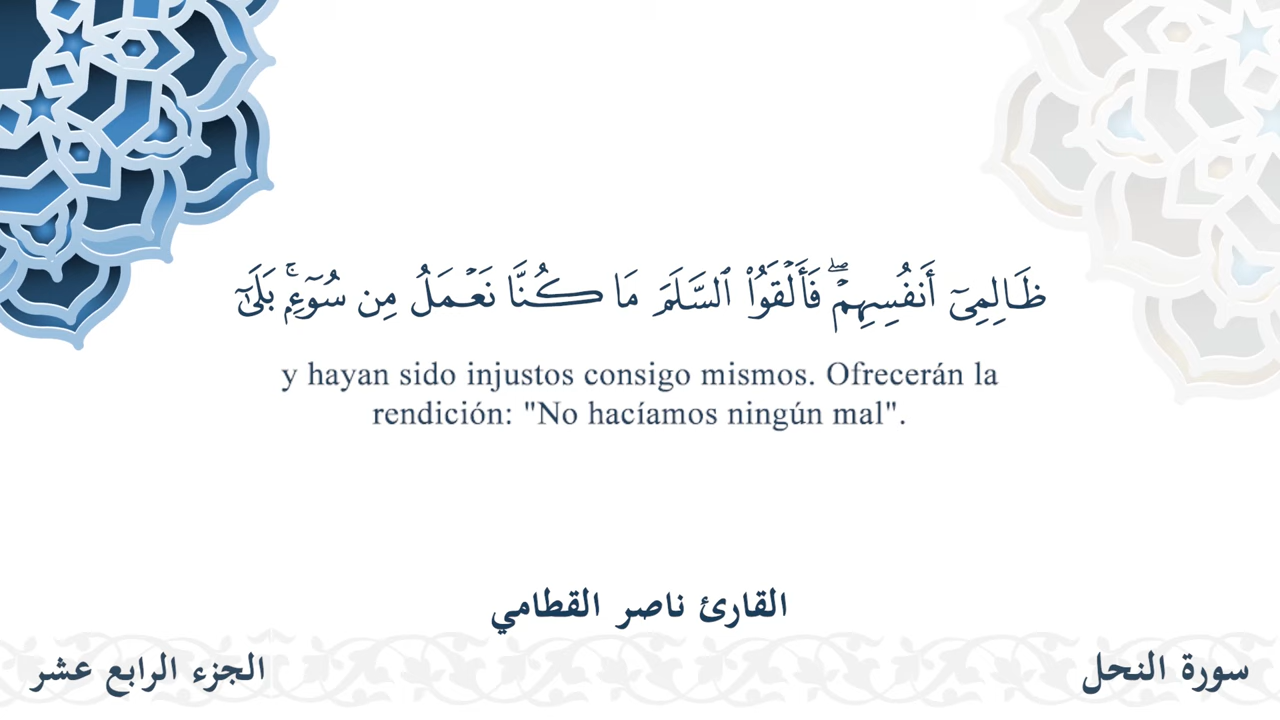 ظَالِمِىٓ أَنفُسِهِمْ ۖ فَأَلْقَوُا۟ ٱلسَّلَمَ مَا كُنَّا نَعْمَلُ مِن سُوٓءٍۭ ۚ بَلَىٰٓ
y hayan sido injustos consigo mismos. Ofrecerán la
rendición: "No hacíamos ningún mal".
القارئ ناصر القطامي
سورة النحل
الجزء الرابع عشر